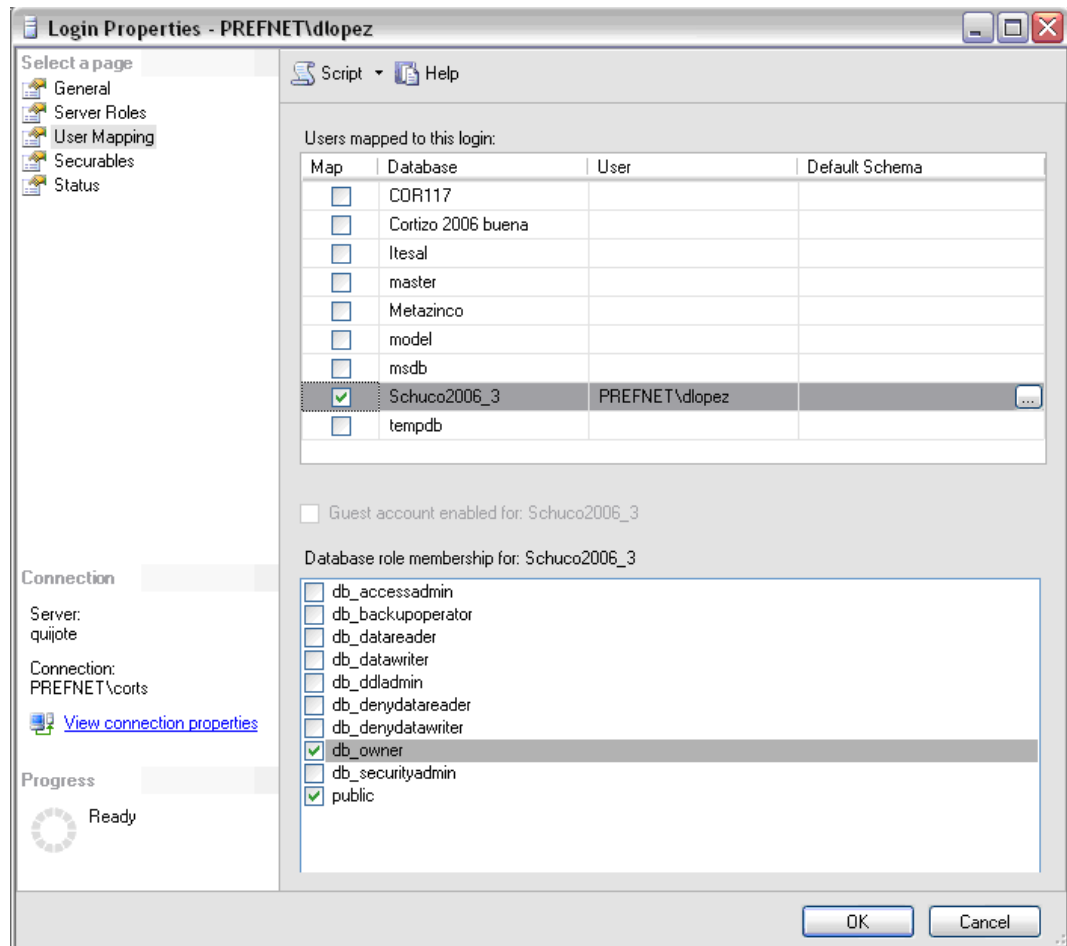 Login Properties - PREFNET\dlopez
Select a page
General
Server Roles
User Mapping
Securables
Status
Script Help
Users mapped to this login:
Map Database User Default Schema
COR117
Cortizo 2006 buena
Itesal
master
Metazinco
model
msdb
Schuco2006_3 PREFNET\dlopez ...
tempdb
Guest account enabled for: Schuco2006_3
Database role membership for: Schuco2006_3
db_accessadmin
db_backupoperator
db_datareader
db_datawriter
db_ddladmin
db_denydatareader
db_denydatawriter
db_owner
db_securityadmin
public
Connection
Server:
quijote
Connection:
PREFNET\corts
View connection properties
Progress
Ready
OK Cancel